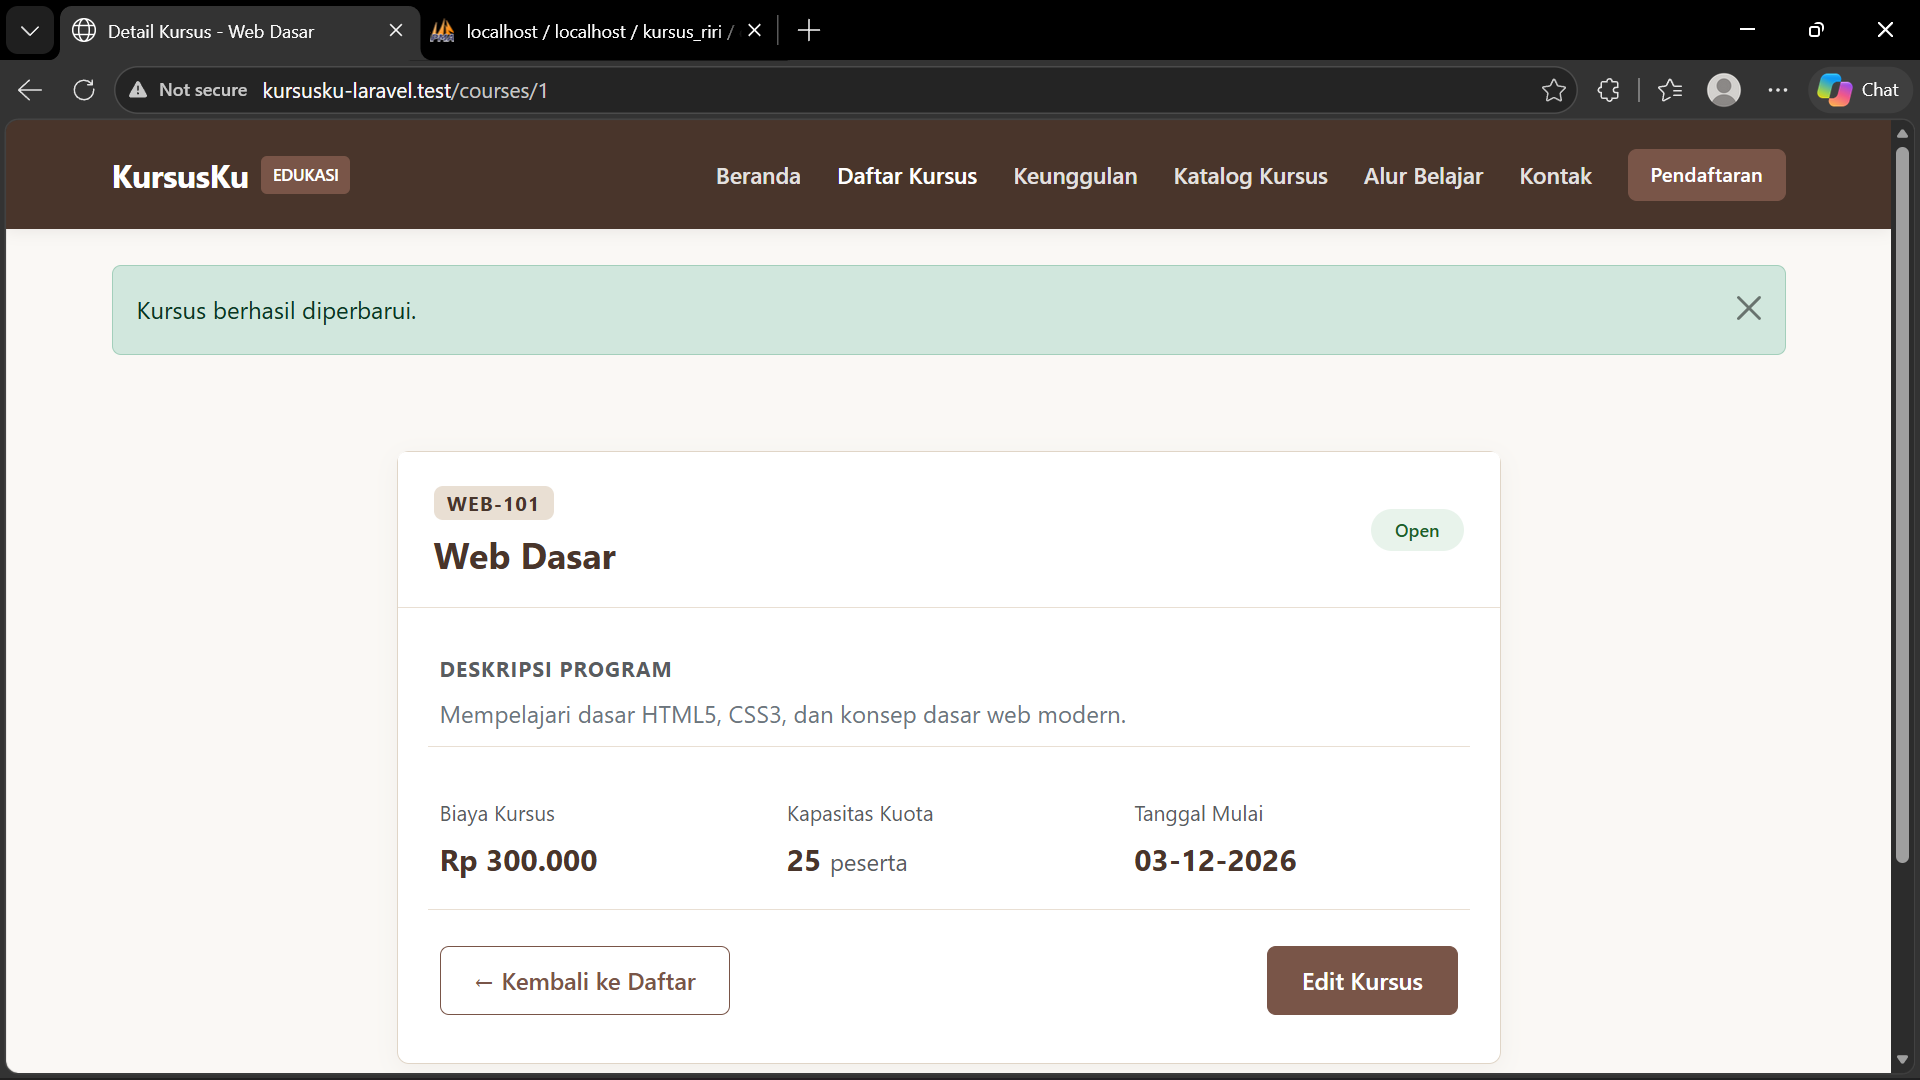 Detail Kursus - Web Dasar
localhost / localhost / kursus_riri /
Not secure
kursusku-laravel.test/courses/1
Chat
KursusKu
EDUKASI
Beranda
Daftar Kursus
Keunggulan
Katalog Kursus
Alur Belajar
Kontak
Pendaftaran
Kursus berhasil diperbarui.
WEB-101
Web Dasar
Open
DESKRIPSI PROGRAM
Mempelajari dasar HTML5, CSS3, dan konsep dasar web modern.
Biaya Kursus
Rp 300.000
Kapasitas Kuota
25 peserta
Tanggal Mulai
03-12-2026
← Kembali ke Daftar
Edit Kursus